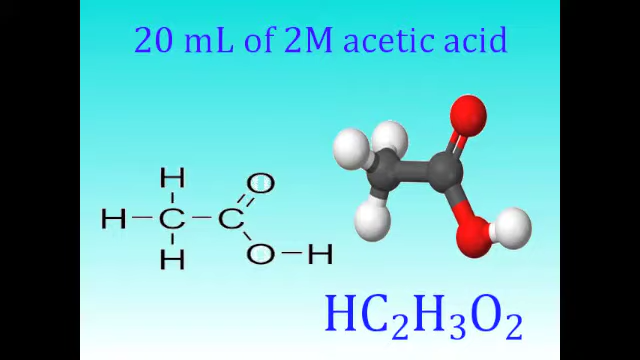 20 mL of 2M acetic acid
H O
H – C – C
H O – H
HC₂H₃O₂